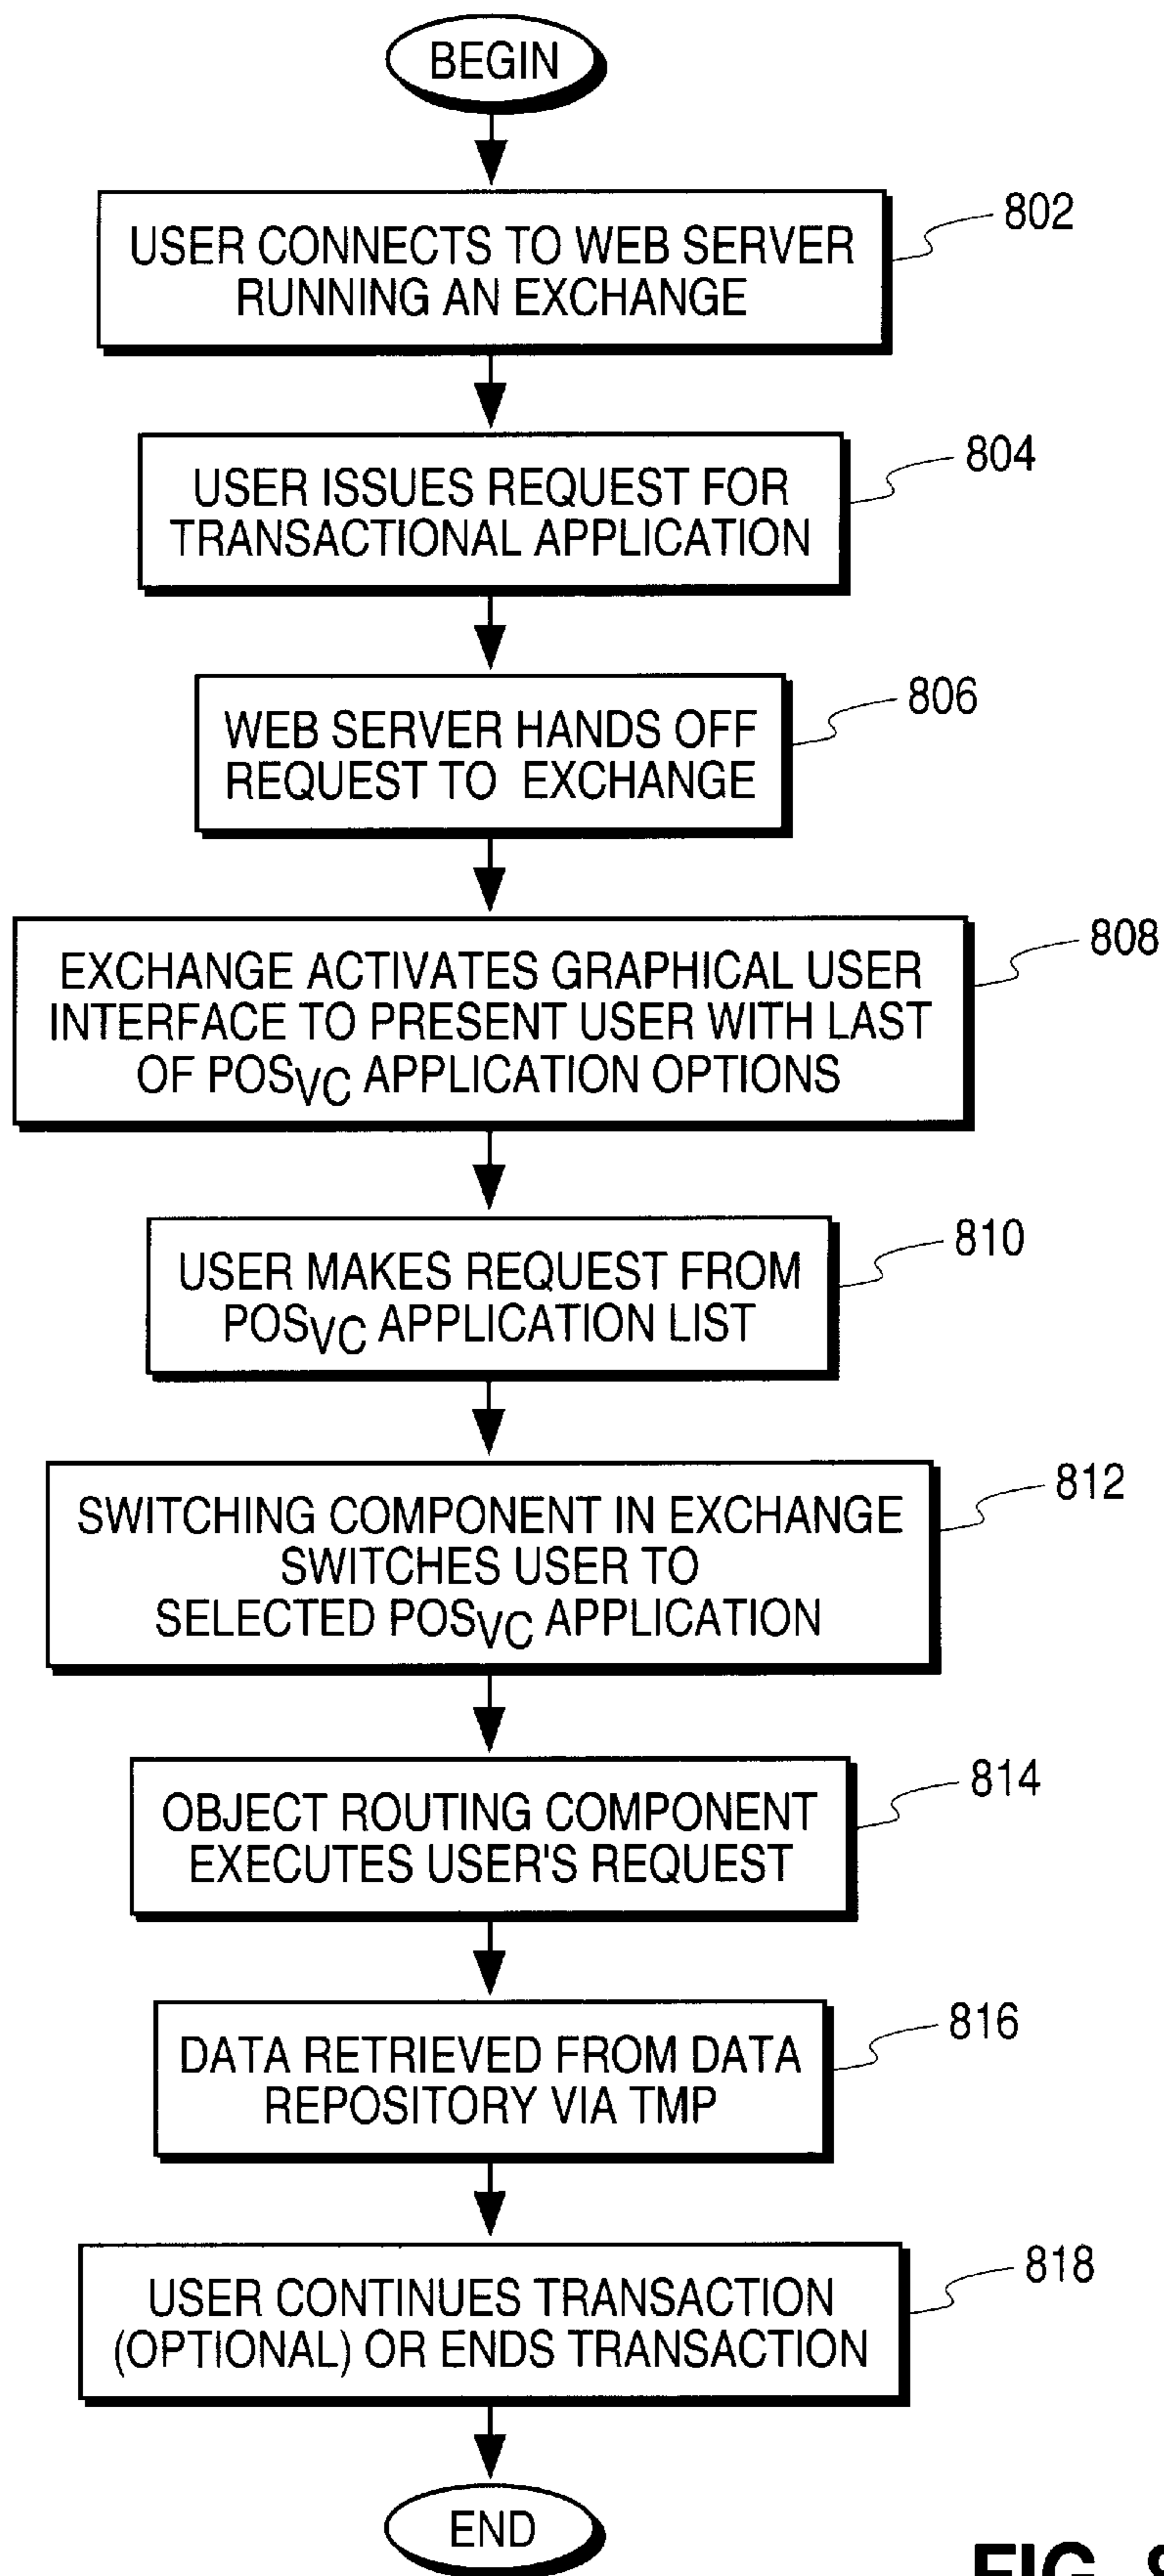 BEGIN
802
USER CONNECTS TO WEB SERVER
RUNNING AN EXCHANGE
804
USER ISSUES REQUEST FOR
TRANSACTIONAL APPLICATION
806
WEB SERVER HANDS OFF
REQUEST TO EXCHANGE
808
EXCHANGE ACTIVATES GRAPHICAL USER
INTERFACE TO PRESENT USER WITH LAST
OF POSVC APPLICATION OPTIONS
810
USER MAKES REQUEST FROM
POSVC APPLICATION LIST
812
SWITCHING COMPONENT IN EXCHANGE
SWITCHES USER TO
SELECTED POSVC APPLICATION
814
OBJECT ROUTING COMPONENT
EXECUTES USER'S REQUEST
816
DATA RETRIEVED FROM DATA
REPOSITORY VIA TMP
818
USER CONTINUES TRANSACTION
(OPTIONAL) OR ENDS TRANSACTION
END
FIG. 8